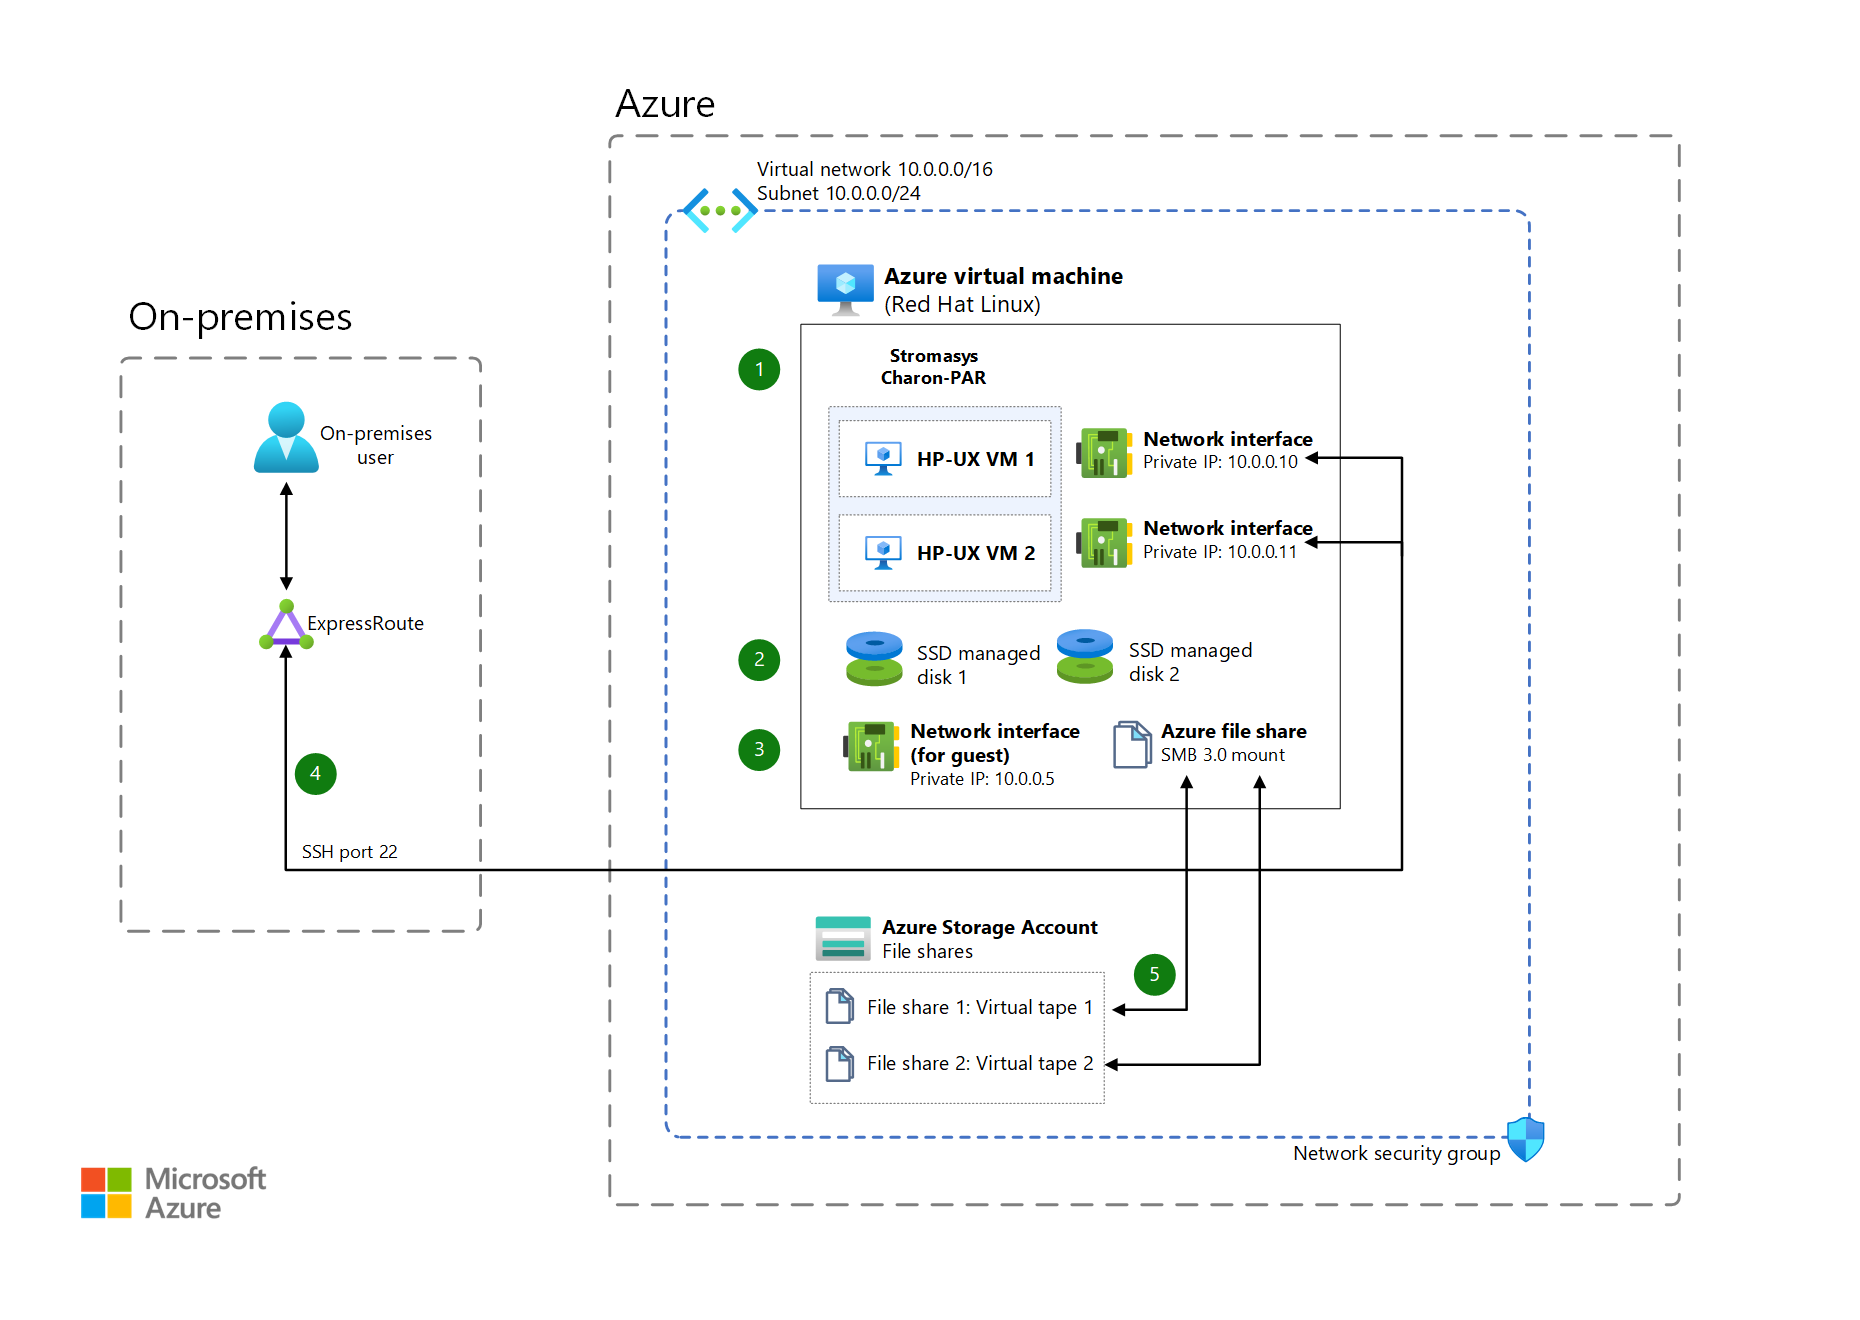 Azure
Virtual network 10.0.0.0/16
Subnet 10.0.0.0/24
Azure virtual machine
(Red Hat Linux)
On-premises
1
Stromasys
Charon-PAR
On-premises
user
HP-UX VM 1
Network interface
Private IP: 10.0.0.10
HP-UX VM 2
Network interface
Private IP: 10.0.0.11
ExpressRoute
2
SSD managed
disk 1
SSD managed
disk 2
3
Network interface
(for guest)
Private IP: 10.0.0.5
Azure file share
SMB 3.0 mount
4
SSH port 22
Azure Storage Account
File shares
5
File share 1: Virtual tape 1
File share 2: Virtual tape 2
Network security group
Microsoft
Azure